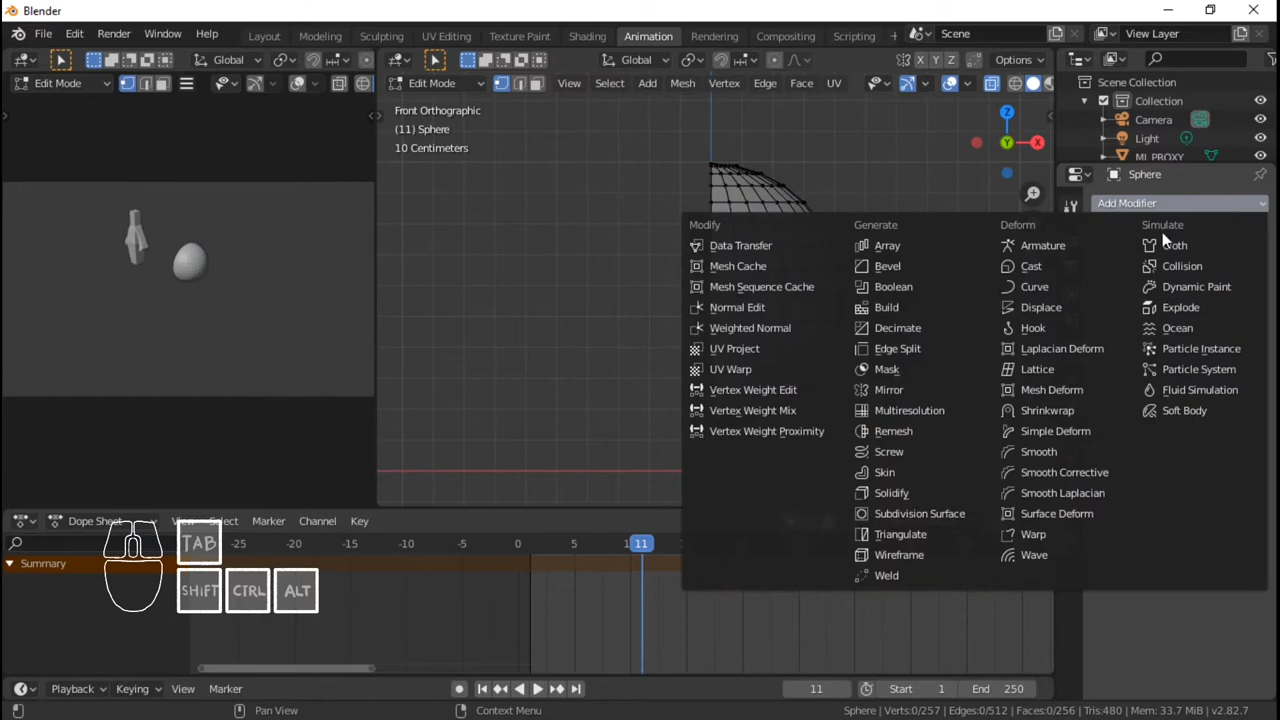 Blender
File Edit Render Window Help Layout Modeling Sculpting UV Editing Texture Paint Shading Animation Rendering Compositing Scripting + Scene View Layer
Global Global X Y Z Options
Edit Mode Edit Mode View Select Add Mesh Vertex Edge Face UV
Scene Collection
Collection
Camera
Light
ML PROXY
Front Orthographic
(11) Sphere
10 Centimeters
Z
Y
X
Sphere
Add Modifier
Modify
Data Transfer
Mesh Cache
Mesh Sequence Cache
Normal Edit
Weighted Normal
UV Project
UV Warp
Vertex Weight Edit
Vertex Weight Mix
Vertex Weight Proximity
Generate
Array
Bevel
Boolean
Build
Decimate
Edge Split
Mask
Mirror
Multiresolution
Remesh
Screw
Skin
Solidify
Subdivision Surface
Triangulate
Wireframe
Weld
Deform
Armature
Cast
Curve
Displace
Hook
Laplacian Deform
Lattice
Mesh Deform
Shrinkwrap
Simple Deform
Smooth
Smooth Corrective
Smooth Laplacian
Surface Deform
Warp
Wave
Simulate
Cloth
Collision
Dynamic Paint
Explode
Ocean
Particle Instance
Particle System
Fluid Simulation
Soft Body
Dope Sheet View Select Marker Channel Key
-25 -20 -15 -10 -5 0 5 11
Summary
TAB
SHIFT CTRL ALT
Playback Keying View Marker 11 Start 1 End 250
Pan View Context Menu Sphere | Verts:0/257 | Edges:0/512 | Faces:0/256 | Tris:480 | Mem: 33.7 MiB | v2.82.7